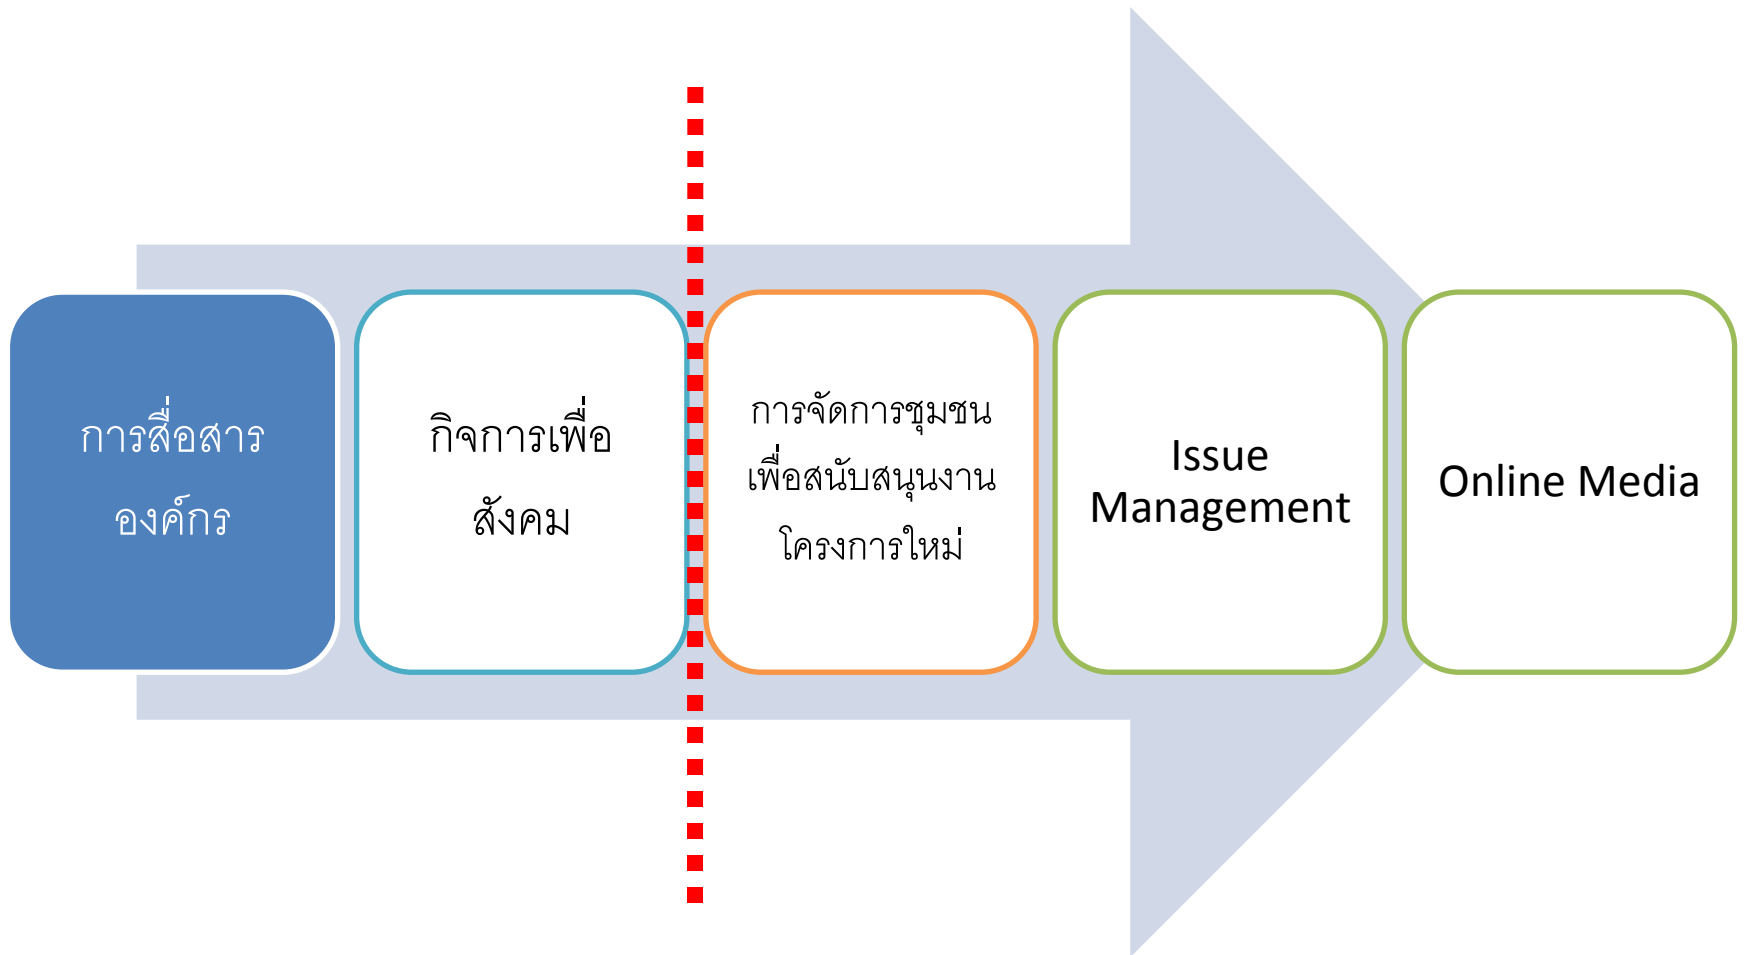 การสื่อสาร
องค์กร
กิจการเพื่อ
สังคม
การจัดการชุมชน
เพื่อสนับสนุนงาน
โครงการใหม่
Issue
Management
Online Media